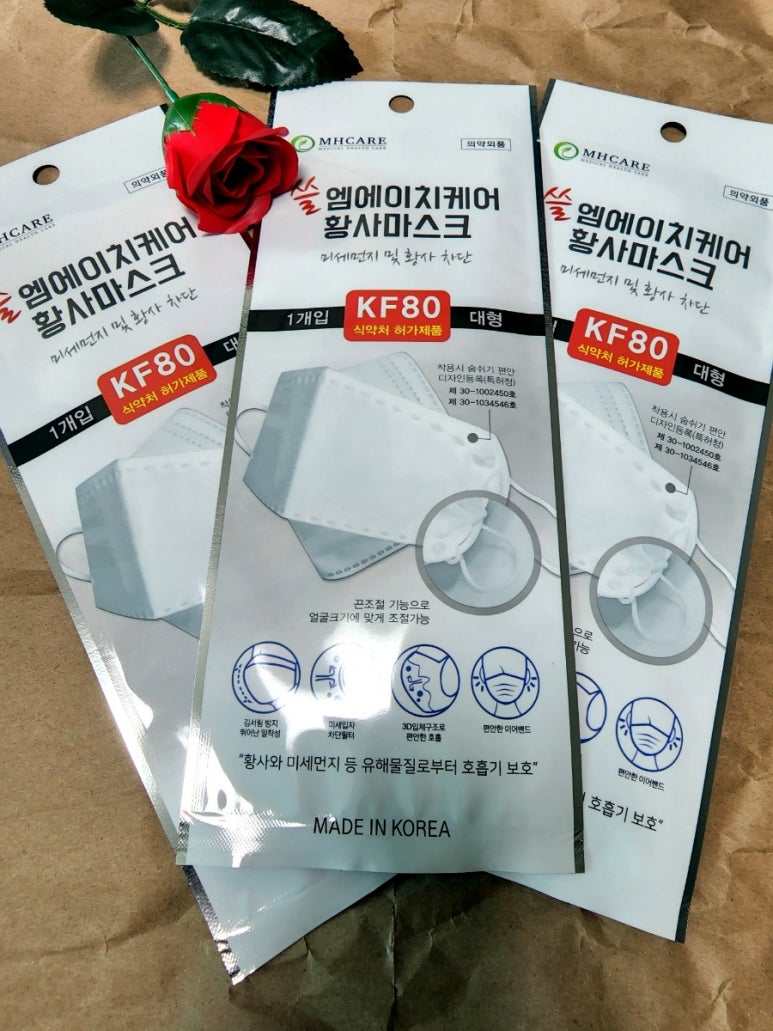 MHCARE
MEDICAL HEALTH CARE
의약외품
쓸
엠에이치케어
황사마스크
미세먼지 및 황사 차단
1개입
KF80
식약처 허가제품
대형
착용시 숨쉬기 편안
디자인등록(특허청)
제 30-1002450호
제 30-1034546호
끈조절 기능으로
얼굴크기에 맞게 조절가능
김서림 방지
뛰어난 밀착성
미세입자
차단필터
3D입체구조로
편안한 호흡
편안한 이어밴드
"황사와 미세먼지 등 유해물질로부터 호흡기 보호"
MADE IN KOREA
HCARE
의약외품
쓸
엠에이치케어
황사마스크
미세먼지 및 황사 차단
1개입
KF80
식약처 허가제품
대
MHCARE
MEDICAL HEALTH CARE
의약외품
쓸
엠에이치케어
황사마스크
미세먼지 및 황사 차단
KF80
식약처 허가제품
대형
착용시 숨쉬기 편안
디자인등록(특허청)
제 30-1002450호
제 30-1034546호
으로
가능
편안한 이어밴드
호흡기 보호"